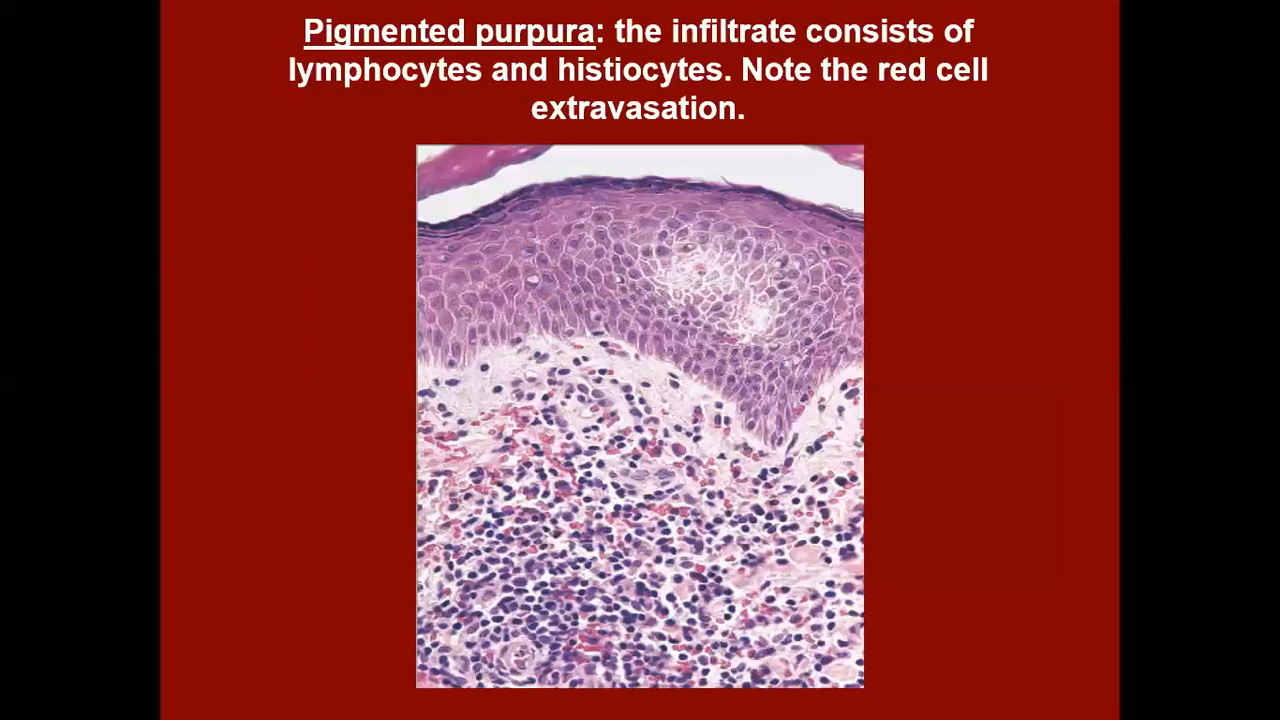 Pigmented purpura: the infiltrate consists of
lymphocytes and histiocytes. Note the red cell
extravasation.